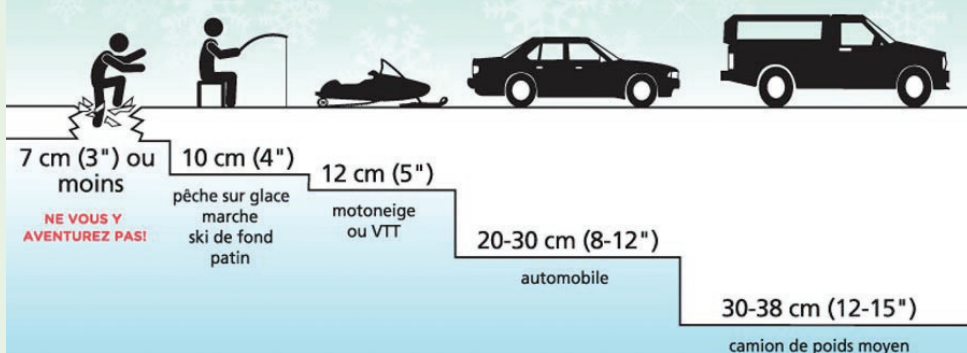 7 cm (3") ou
moins
NE VOUS Y
AVENTUREZ PAS!
10 cm (4")
pêche sur glace
marche
ski de fond
patin
12 cm (5")
motoneige
ou VTT
20-30 cm (8-12")
automobile
30-38 cm (12-15")
camion de poids moyen